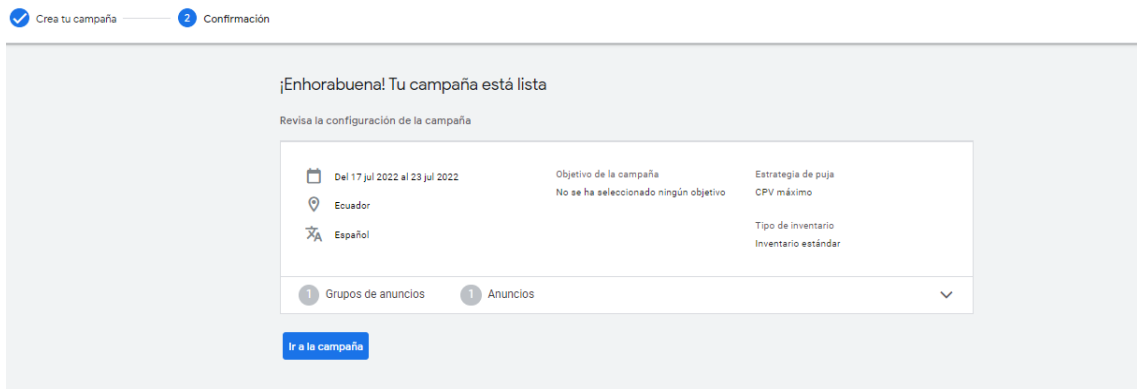 Crea tu campaña
2 Confirmación
¡Enhorabuena! Tu campaña está lista
Revisa la configuración de la campaña
Del 17 jul 2022 al 23 jul 2022
Ecuador
Español
Objetivo de la campaña
No se ha seleccionado ningún objetivo
Estrategia de puja
CPV máximo
Tipo de inventario
Inventario estándar
1 Grupos de anuncios
1 Anuncios
Ir a la campaña